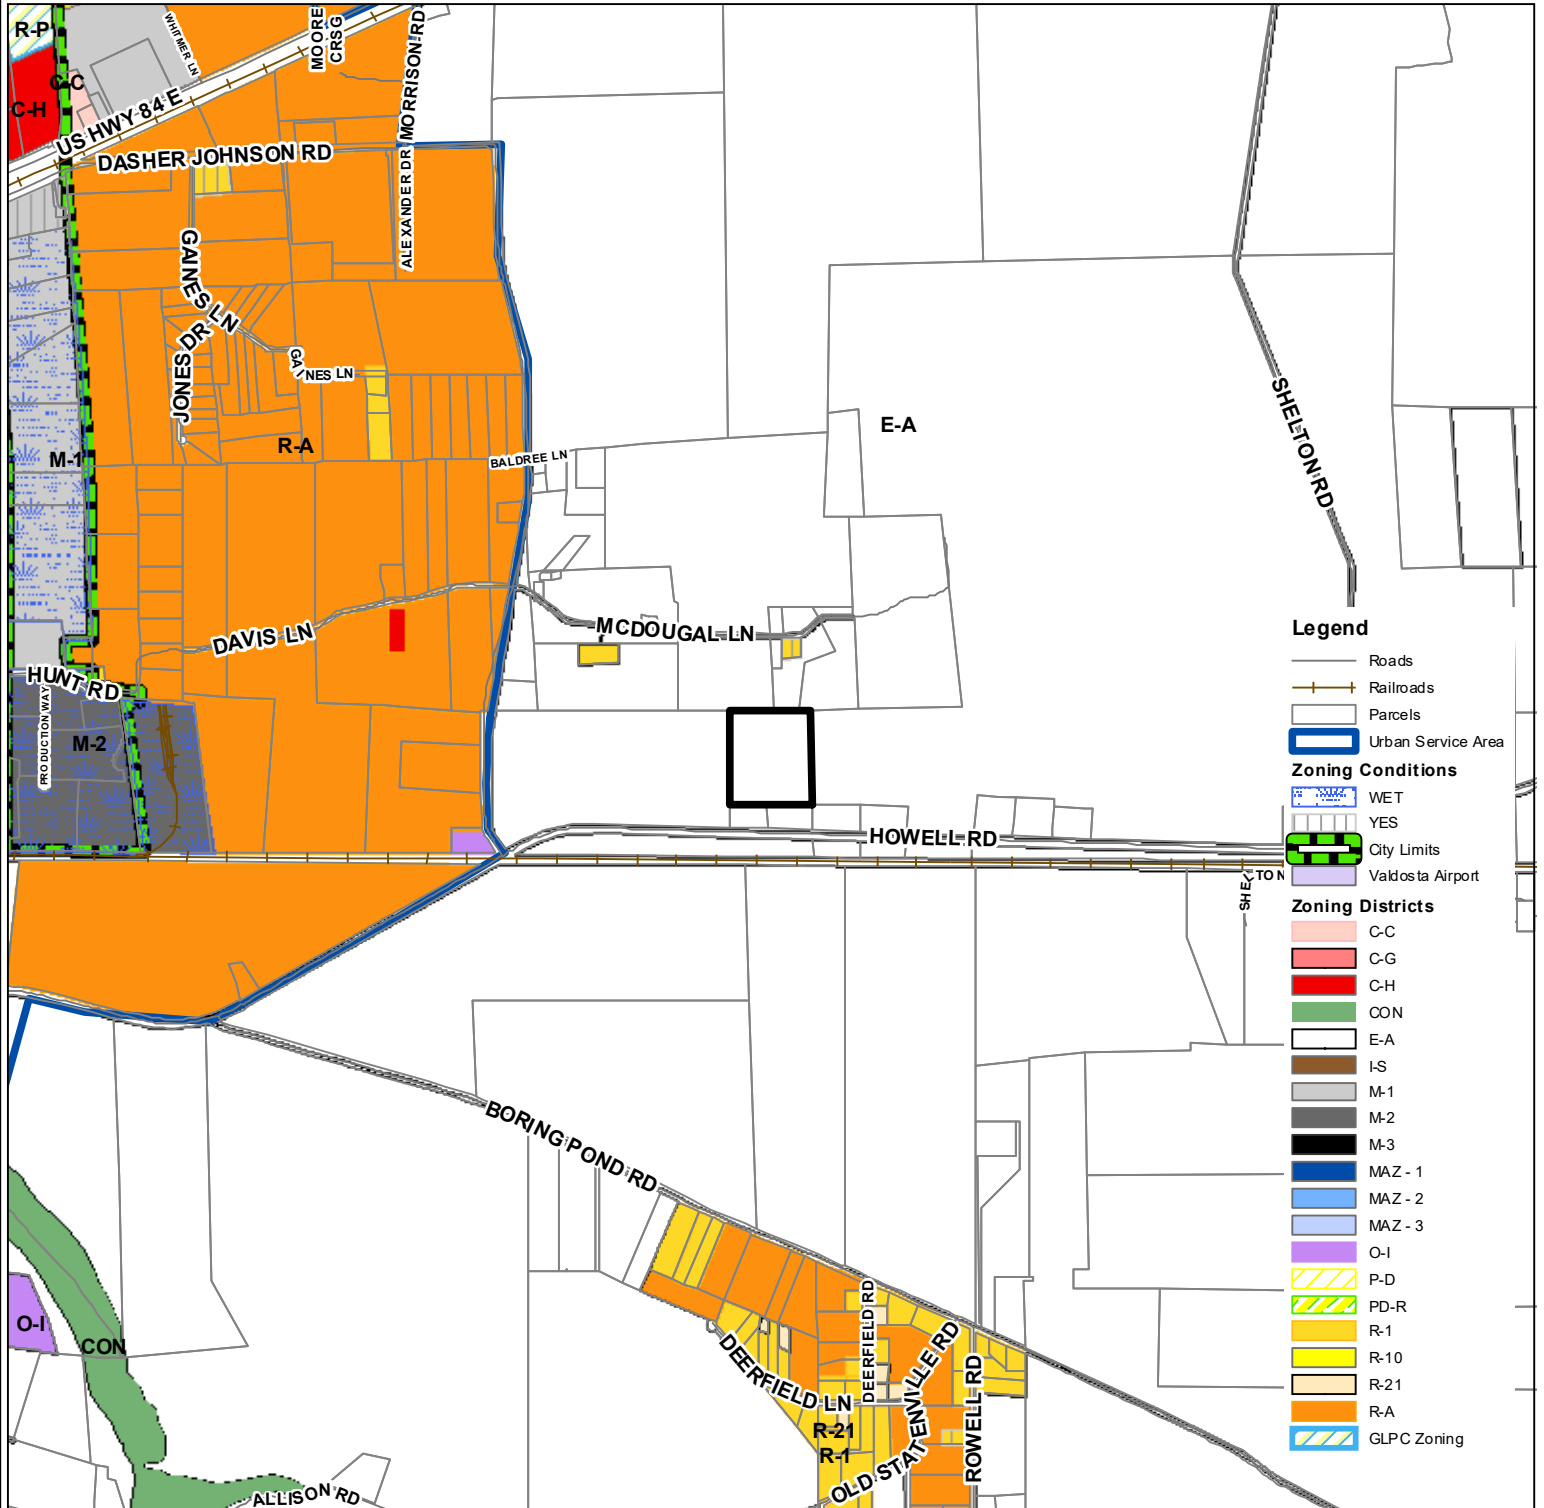 R-P
WHITMER LN
MOORE
CRSG
C-C
C-H
US HWY 84 E
DASHER JOHNSON RD
ALEXANDER DR
MORRISON RD
GAINES LN
JONES DR
GAINES LN
R-A
M-1
BALDREE LN
E-A
SHELTON RD
DAVIS LN
MCDOUGAL LN
HUNT RD
PRODUCTION WAY
M-2
HOWELL RD
BORING POND RD
O-I
CON
DEERFIELD RD
DEERFIELD LN
R-21
R-1
OLD STATENVILLE RD
ROWELL RD
ALLISON RD
Legend
Roads
Railroads
Parcels
Urban Service Area
Zoning Conditions
WET
YES
City Limits
Valdosta Airport
Zoning Districts
C-C
C-G
C-H
CON
E-A
I-S
M-1
M-2
M-3
MAZ - 1
MAZ - 2
MAZ - 3
O-I
P-D
PD-R
R-1
R-10
R-21
R-A
GLPC Zoning